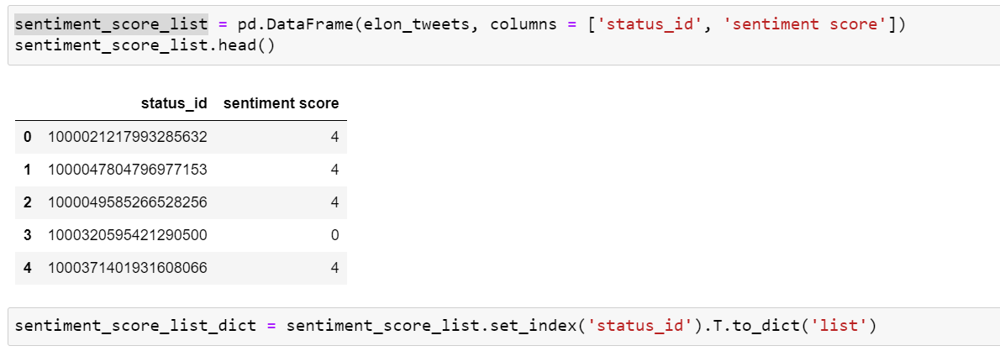 sentiment_score_list = pd.DataFrame(elon_tweets, columns = ['status_id', 'sentiment score'])
sentiment_score_list.head()
status_id sentiment score
0 1000021217993285632 4
1 1000047804796977153 4
2 1000049585266528256 4
3 1000320595421290500 0
4 1000371401931608066 4
sentiment_score_list_dict = sentiment_score_list.set_index('status_id').T.to_dict('list')